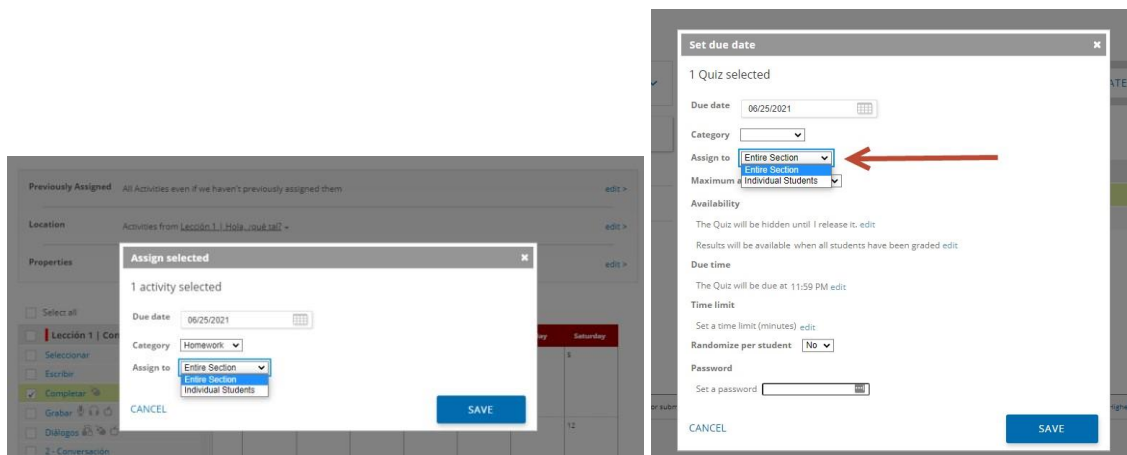 Previously Assigned All Activities even if we haven't previously assigned them edit >
Location Activities from Lección 1 | Hola, ¿qué tal? edit >
Properties edit >
Assign selected ×
1 activity selected
Due date 06/25/2021
Category Homework
Assign to Entire Section
Entire Section
Individual Students
CANCEL SAVE
Select all
Lección 1 | Con
Seleccionar
Escribir
Completar
Grabar
Diálogos
2 - Conversación
ay Saturday
5
12
Set due date ×
1 Quiz selected
Due date 06/25/2021
Category
Assign to Entire Section
Entire Section
Individual Students
Maximum a
Availability
The Quiz will be hidden until I release it. edit
Results will be available when all students have been graded edit
Due time
The Quiz will be due at 11:59 PM edit
Time limit
Set a time limit (minutes) edit
Randomize per student No
Password
Set a password
CANCEL SAVE
ATE
or subm